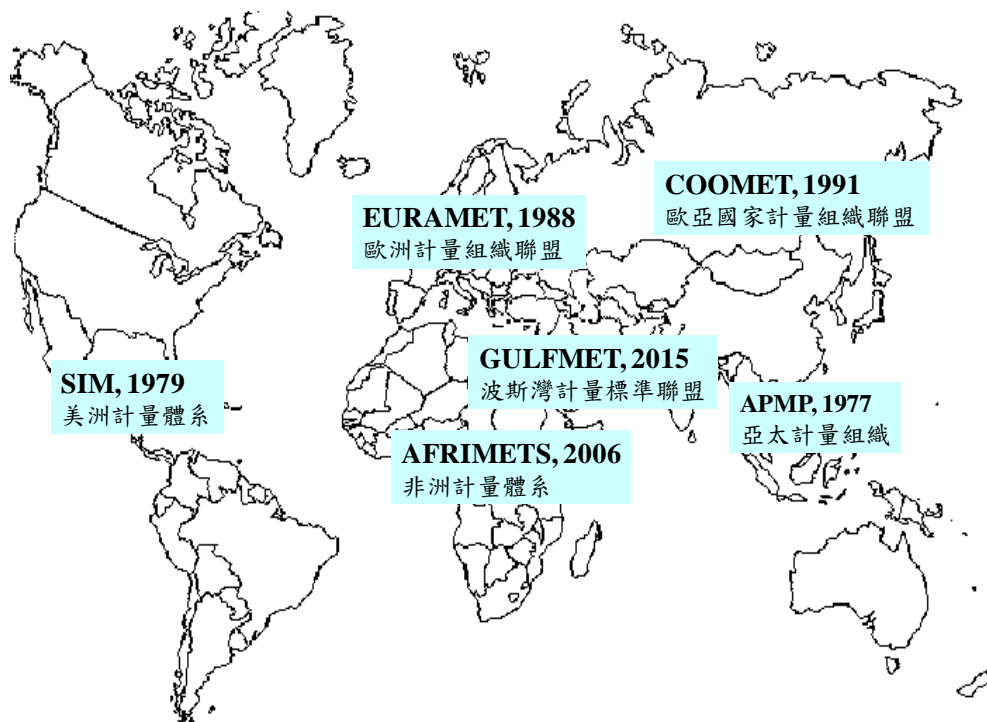 COOMET, 1991
歐亞國家計量組織聯盟
EURAMET, 1988
歐洲計量組織聯盟
GULFMET, 2015
波斯灣計量標準聯盟
SIM, 1979
美洲計量體系
APMP, 1977
亞太計量組織
AFRIMETS, 2006
非洲計量體系